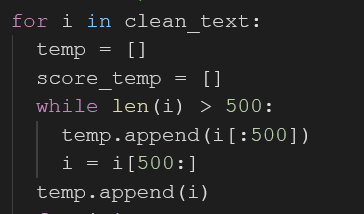 for i in clean_text:
temp = []
score_temp = []
while len(i) > 500:
temp.append(i[:500])
i = i[500:]
temp.append(i)